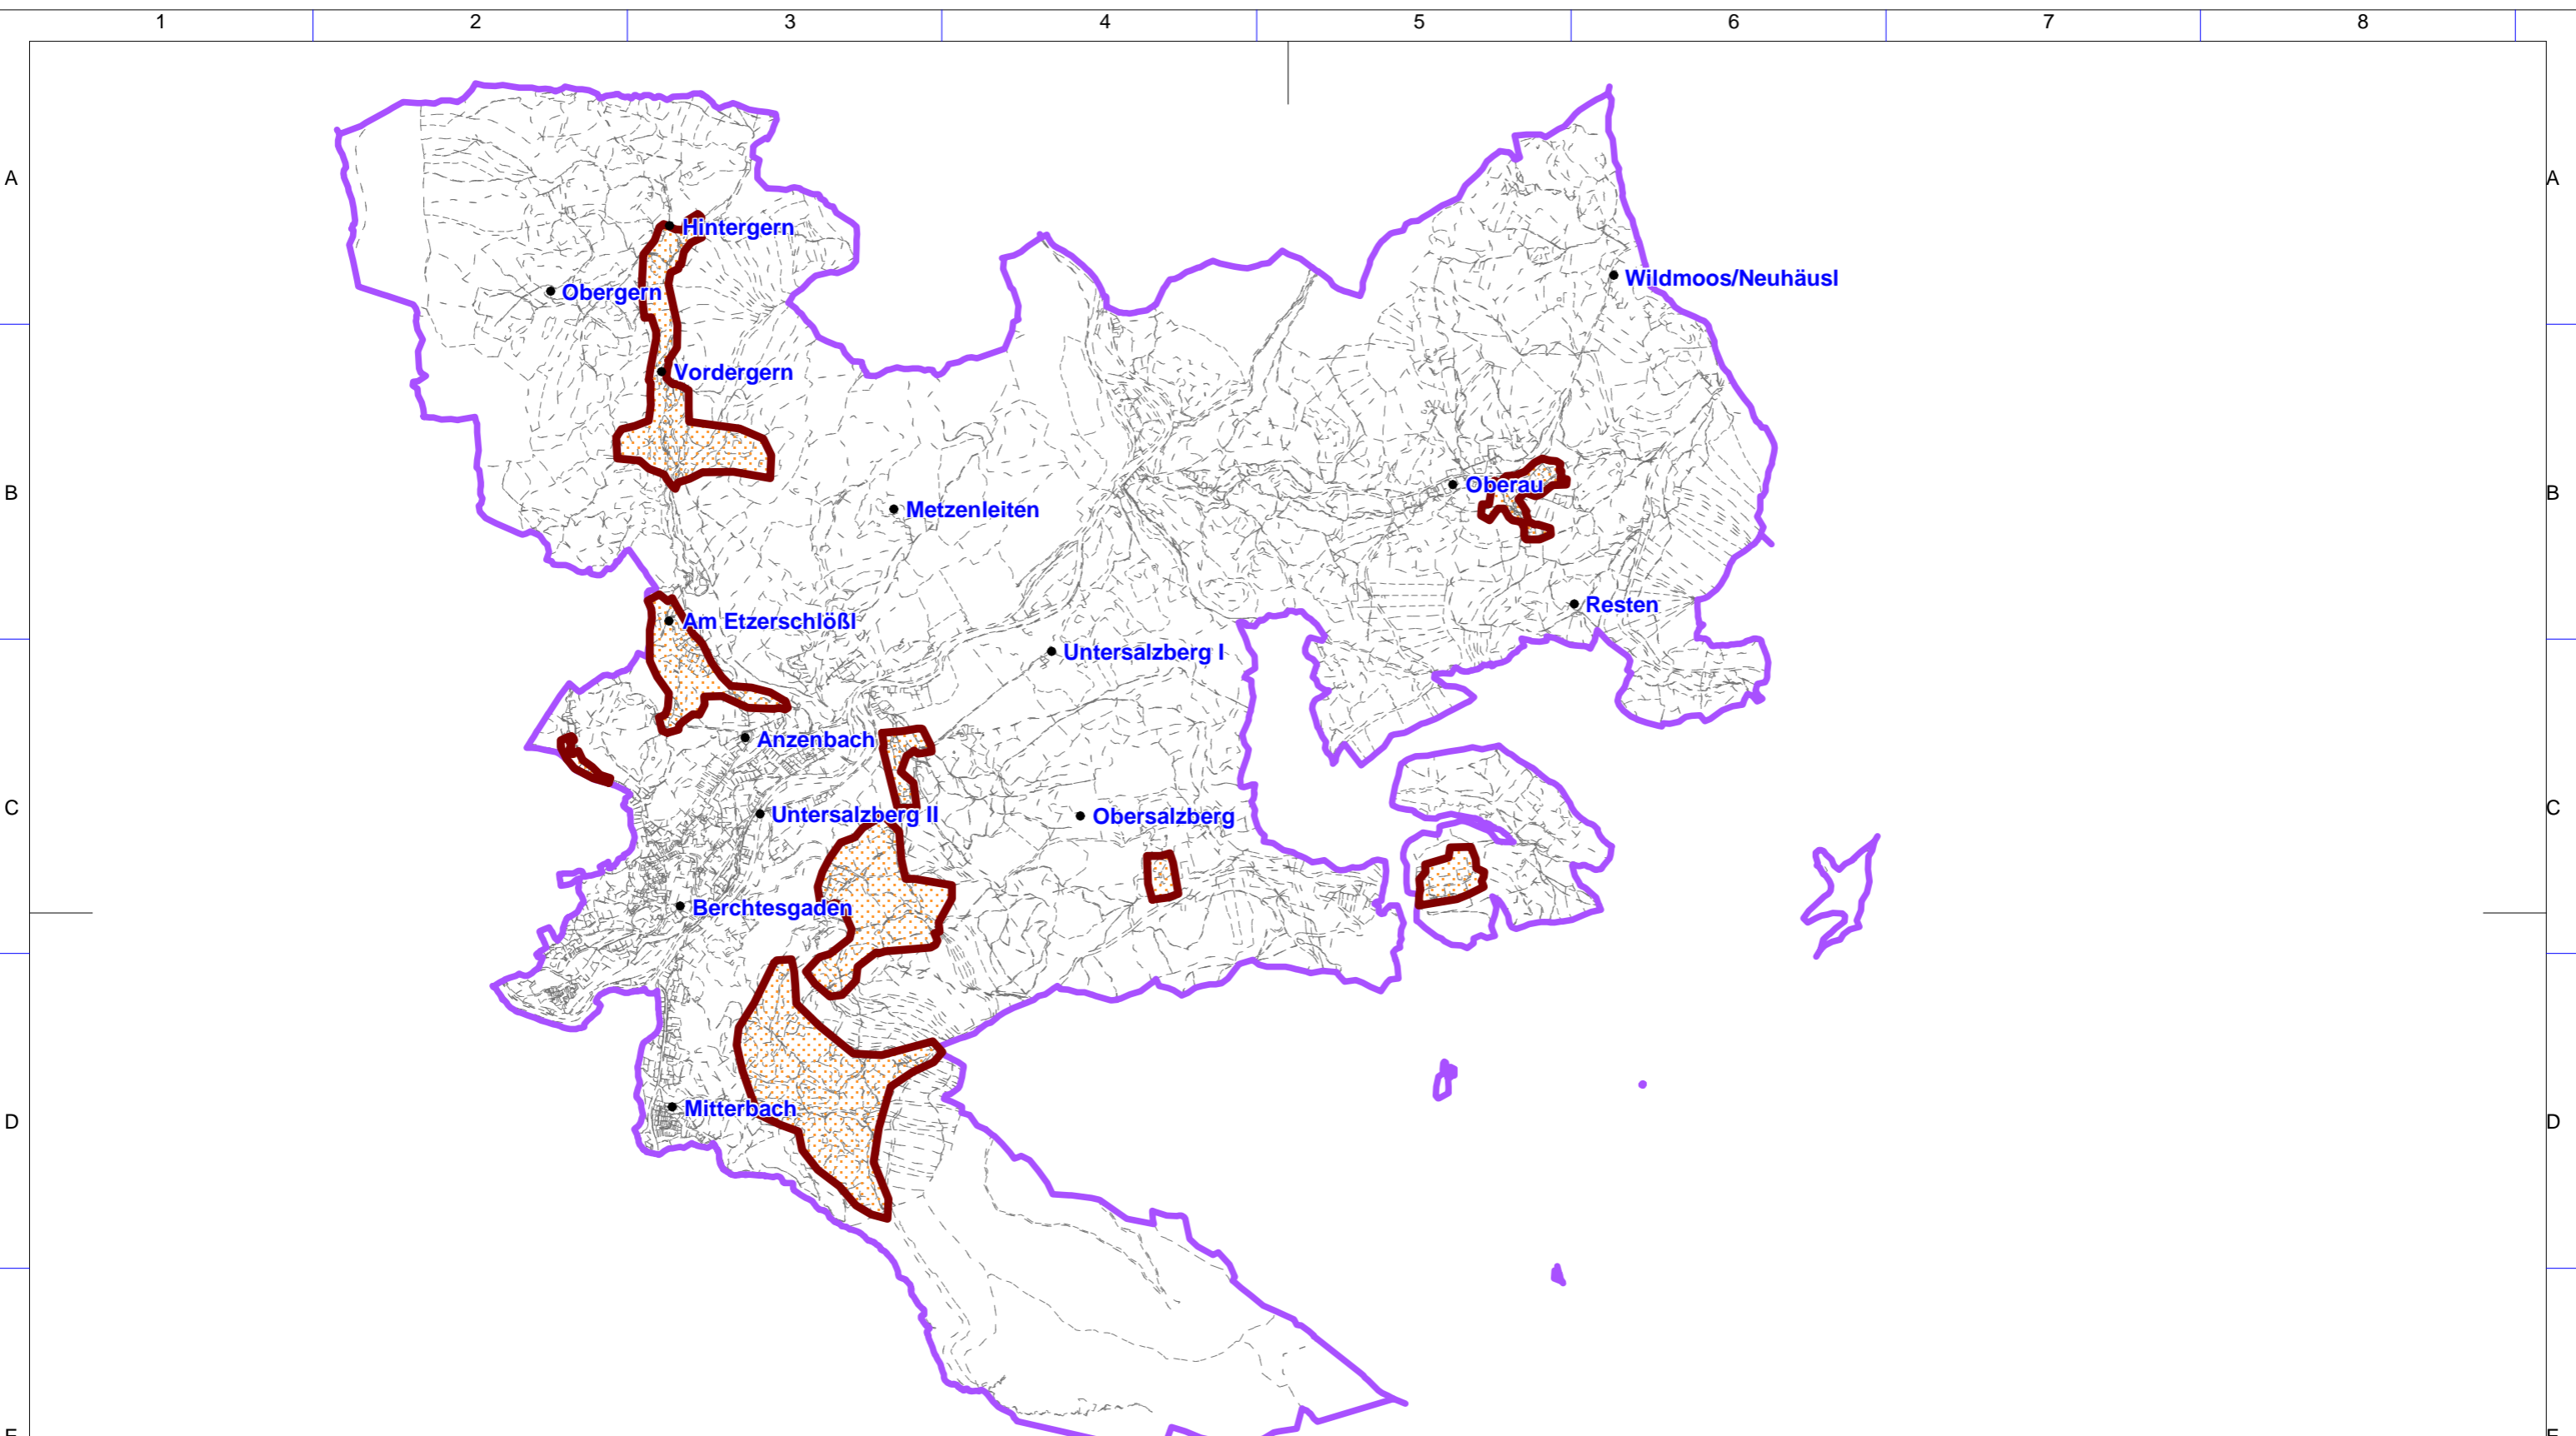 1 2 3 4 5 6 7 8
A A
Hintergern
Wildmoos/Neuhäusl
Obergern
Vordergern
B Oberau B
Metzenleiten
Resten
Am Etzerschlößl
Untersalzberg I
Anzenbach
C Untersalzberg II Obersalzberg C
Berchtesgaden
Mitterbach
D D